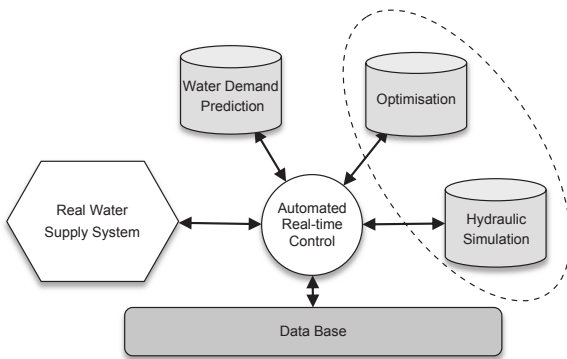 Water Demand
Prediction
Optimisation
Real Water
Supply System
Automated
Real-time
Control
Hydraulic
Simulation
Data Base